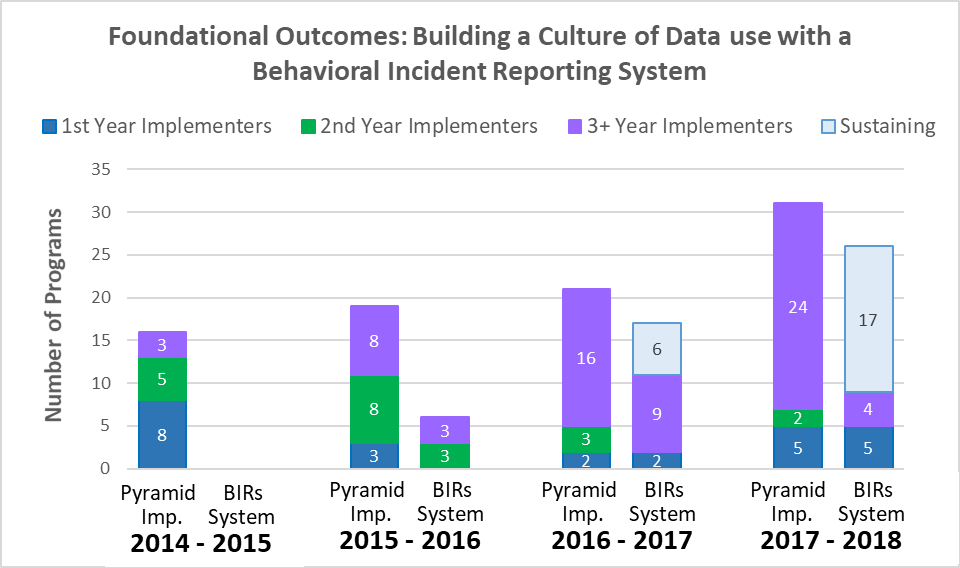 Foundational Outcomes: Building a Culture of Data use with a
Behavioral Incident Reporting System
1st Year Implementers 2nd Year Implementers 3+ Year Implementers Sustaining
Number of Programs
35
30
25
20
15
10
5
0
3
5
8
8
8
3
3
3
16
3
2
6
9
2
24
2
5
17
4
5
Pyramid Imp.
BIRs System
2014 - 2015
Pyramid Imp.
BIRs System
2015 - 2016
Pyramid Imp.
BIRs System
2016 - 2017
Pyramid Imp.
BIRs System
2017 - 2018